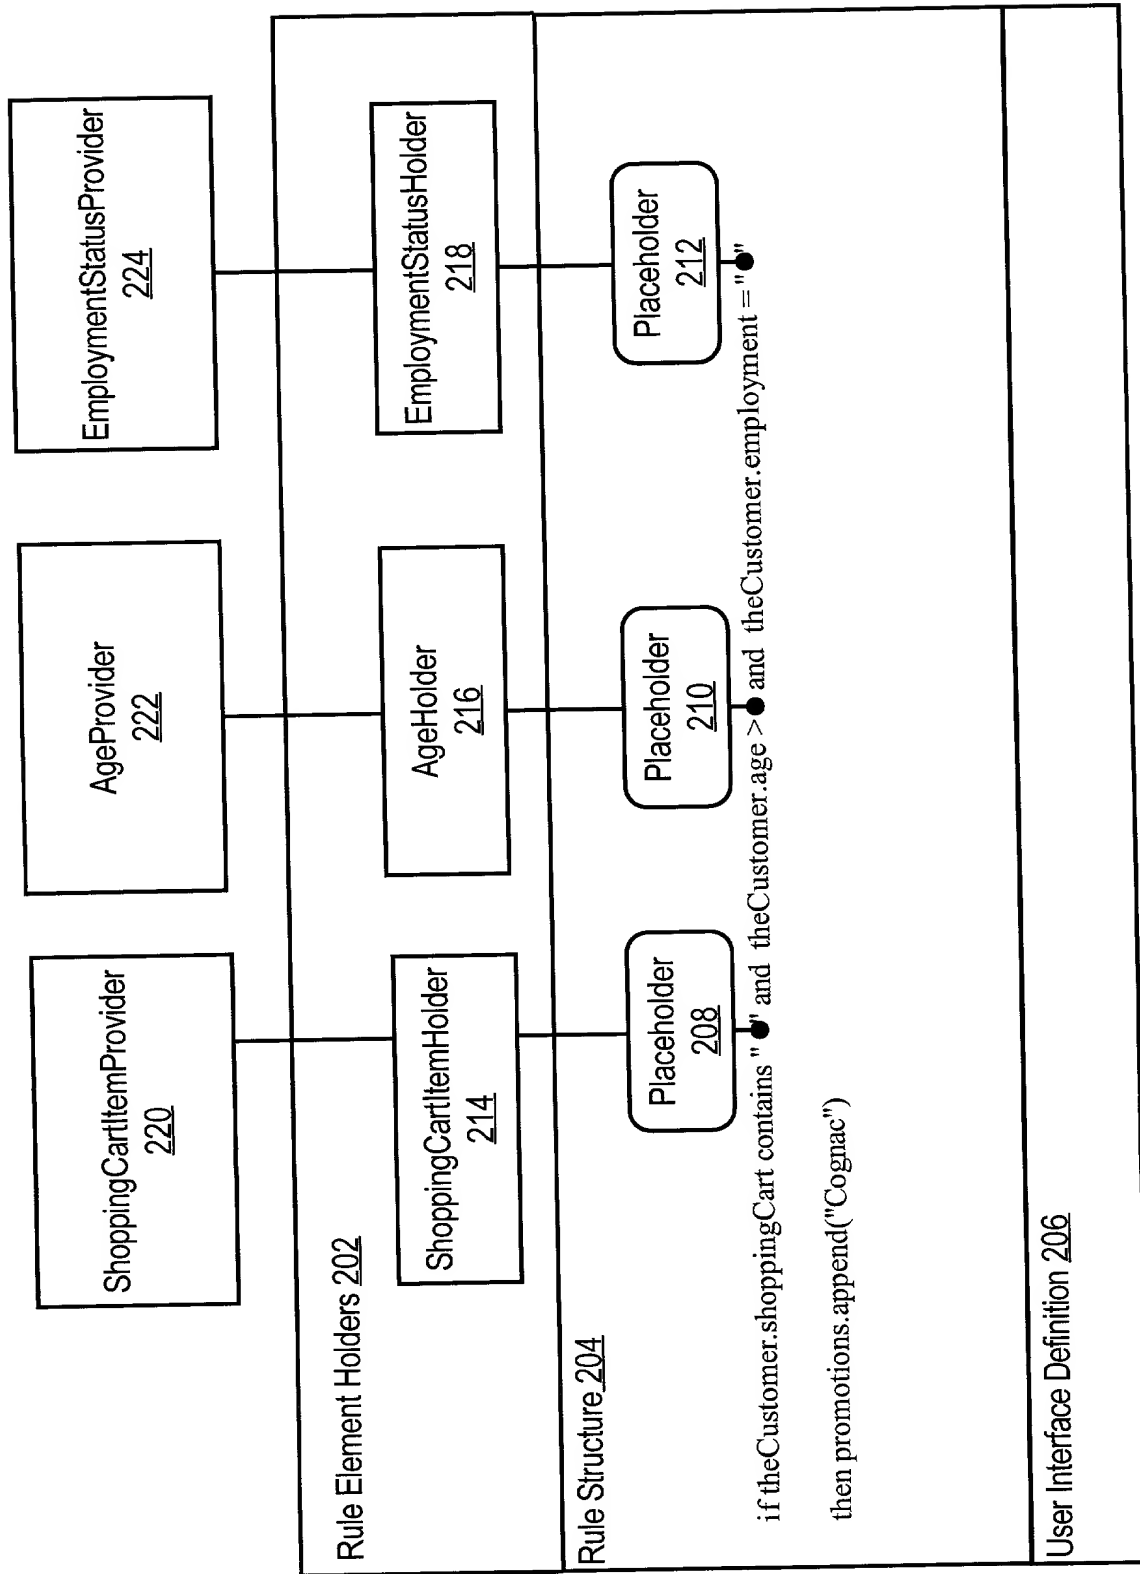 ShoppingCartItemProvider
220
AgeProvider
222
EmploymentStatusProvider
224
Rule Element Holders 202
ShoppingCartItemHolder
214
AgeHolder
216
EmploymentStatusHolder
218
Rule Structure 204
Placeholder
208
Placeholder
210
Placeholder
212
if theCustomer.shoppingCart contains " " and theCustomer.age > and theCustomer.employment = " "
then promotions.append("Cognac")
User Interface Definition 206